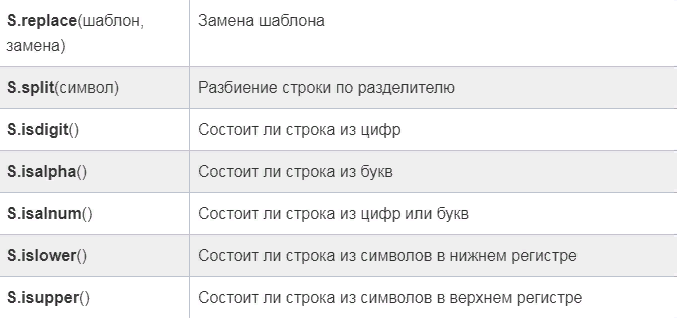 S.replace(шаблон, Замена шаблона
замена)
S.split(символ) Разбиение строки по разделителю
S.isdigit() Состоит ли строка из цифр
S.isalpha() Состоит ли строка из букв
S.isalnum() Состоит ли строка из цифр или букв
S.islower() Состоит ли строка из символов в нижнем регистре
S.isupper() Состоит ли строка из символов в верхнем регистре